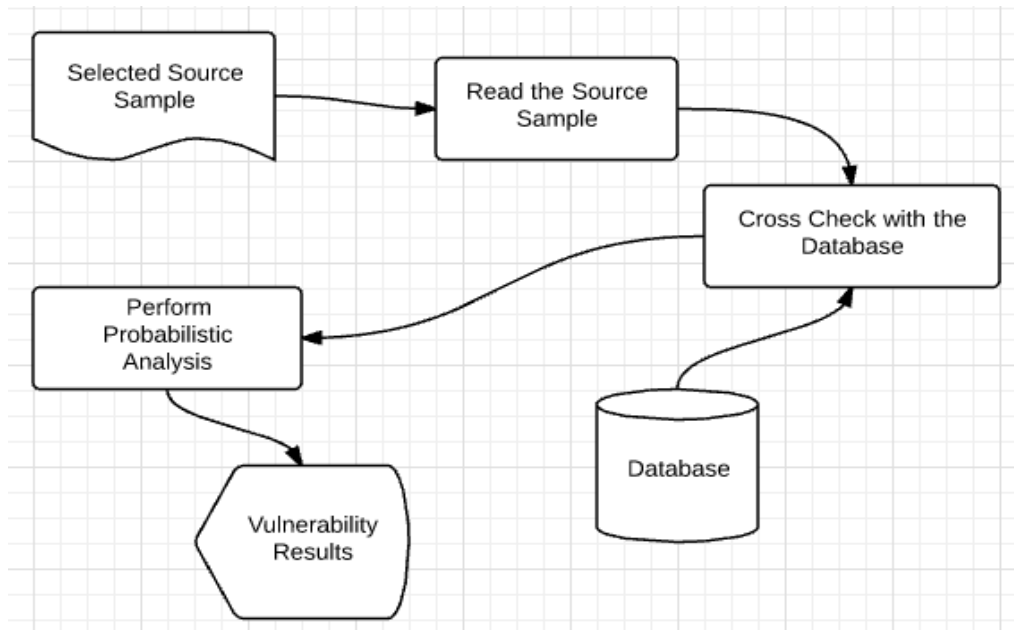 Selected Source
Sample
Read the Source
Sample
Cross Check with the
Database
Perform
Probabilistic
Analysis
Database
Vulnerability
Results